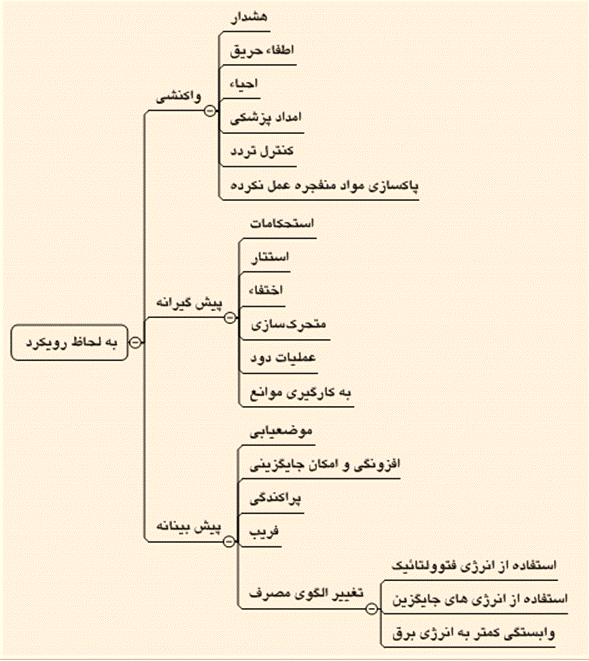 به لحاظ رویکرد
واکنشی
هشدار
اطفاء حریق
احیاء
امداد پزشکی
کنترل تردد
پاکسازی مواد منفجره عمل نکرده
پیش گیرانه
استحکامات
استتار
اختفاء
متحرک‌سازی
عملیات دود
به کارگیری موانع
پیش بینانه
موضعیابی
افزونگی و امکان جایگزینی
پراکندگی
فریب
تغییر الگوی مصرف
استفاده از انرژی فتوولتائیک
استفاده از انرژی های جایگزین
وابستگی کمتر به انرژی برق